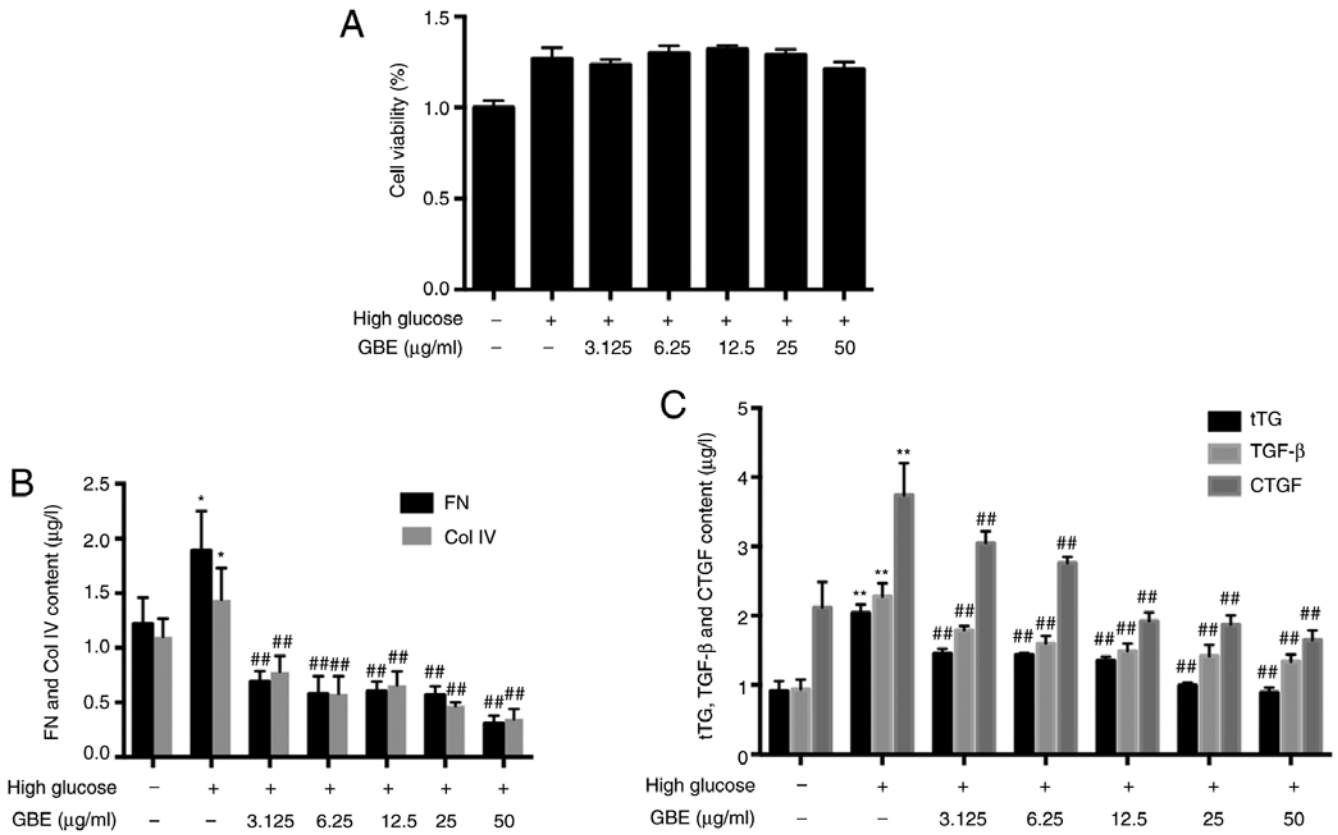 A
Cell viability (%)
1.5
1.0
0.5
0.0
High glucose – + + + + + +
GBE (μg/ml) – – 3.125 6.25 12.5 25 50
B
FN and Col IV content (μg/l)
2.5
2.0
1.5
1.0
0.5
0.0
FN
Col IV
* *
## ## ## ## ## ## ## ## ## ##
High glucose – + + + + + +
GBE (μg/ml) – – 3.125 6.25 12.5 25 50
C
tTG, TGF-β and CTGF content (μg/l)
5
4
3
2
1
0
tTG
TGF-β
CTGF
** ** **
## ## ## ## ## ## ## ## ## ## ## ## ## ## ##
High glucose – + + + + + +
GBE (μg/ml) – – 3.125 6.25 12.5 25 50